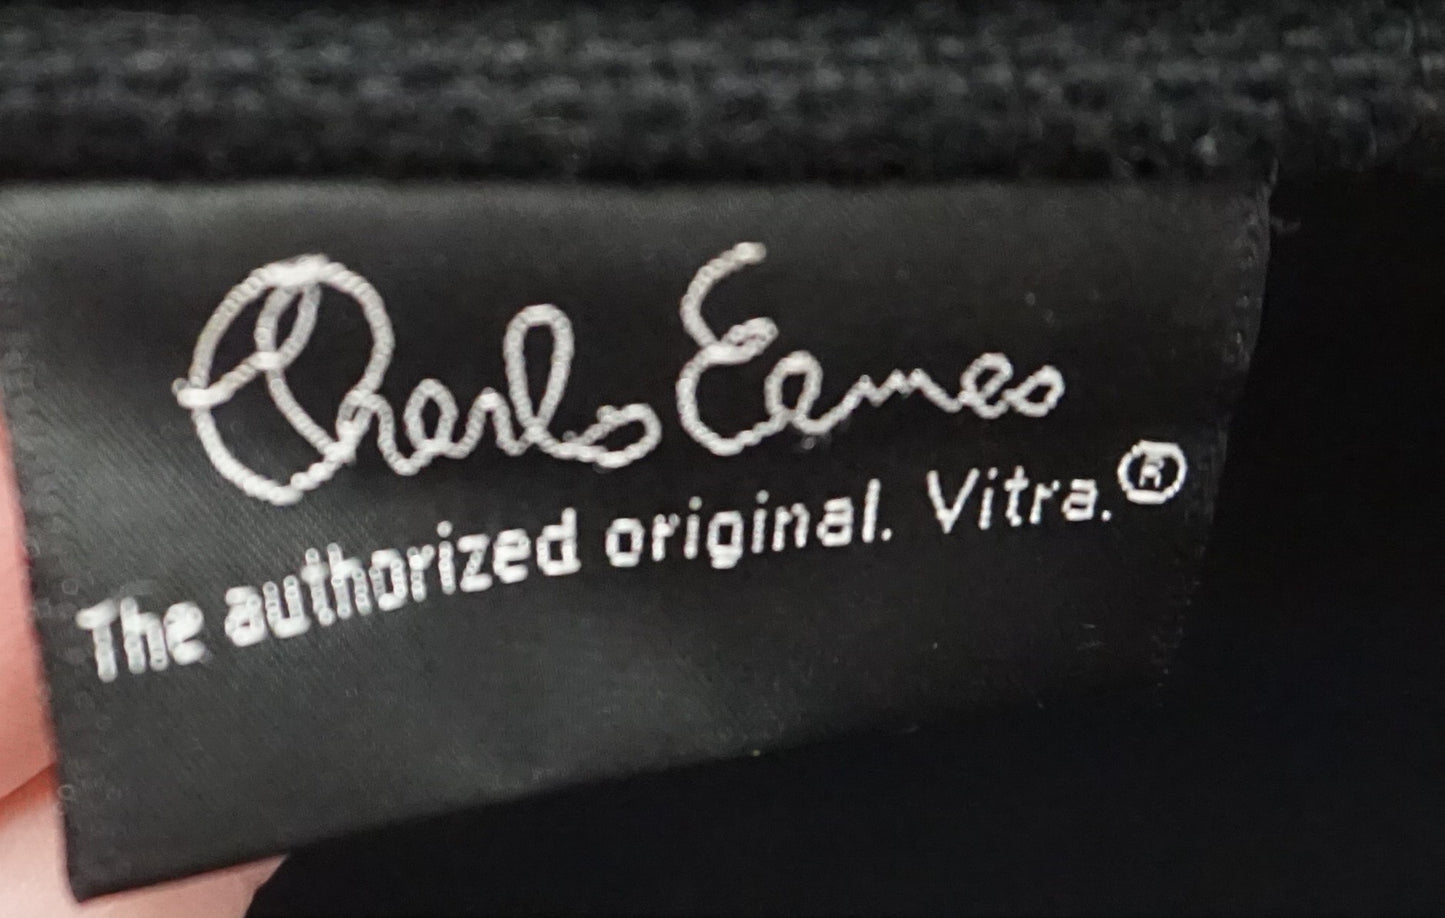 Charles Eames
The authorized original. Vitra.®